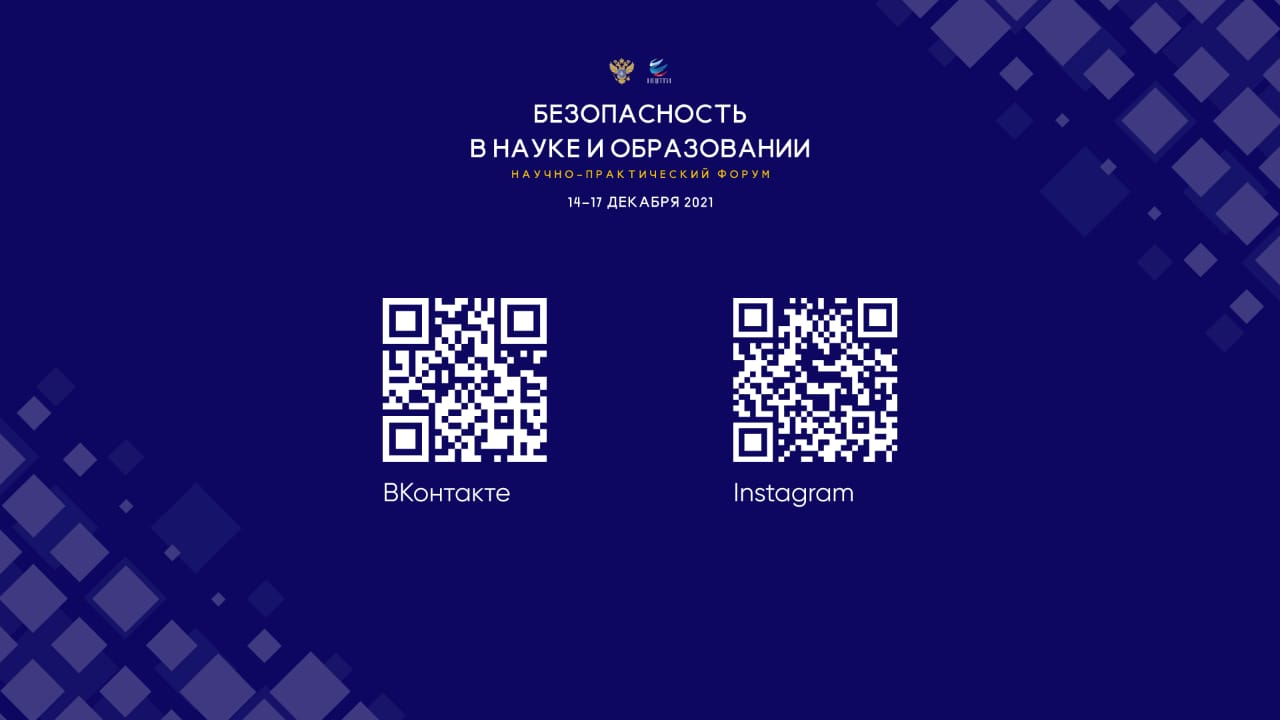 БЕЗОПАСНОСТЬ
В НАУКЕ И ОБРАЗОВАНИИ
НАУЧНО-ПРАКТИЧЕСКИЙ ФОРУМ
14–17 ДЕКАБРЯ 2021
ВКонтакте
Instagram